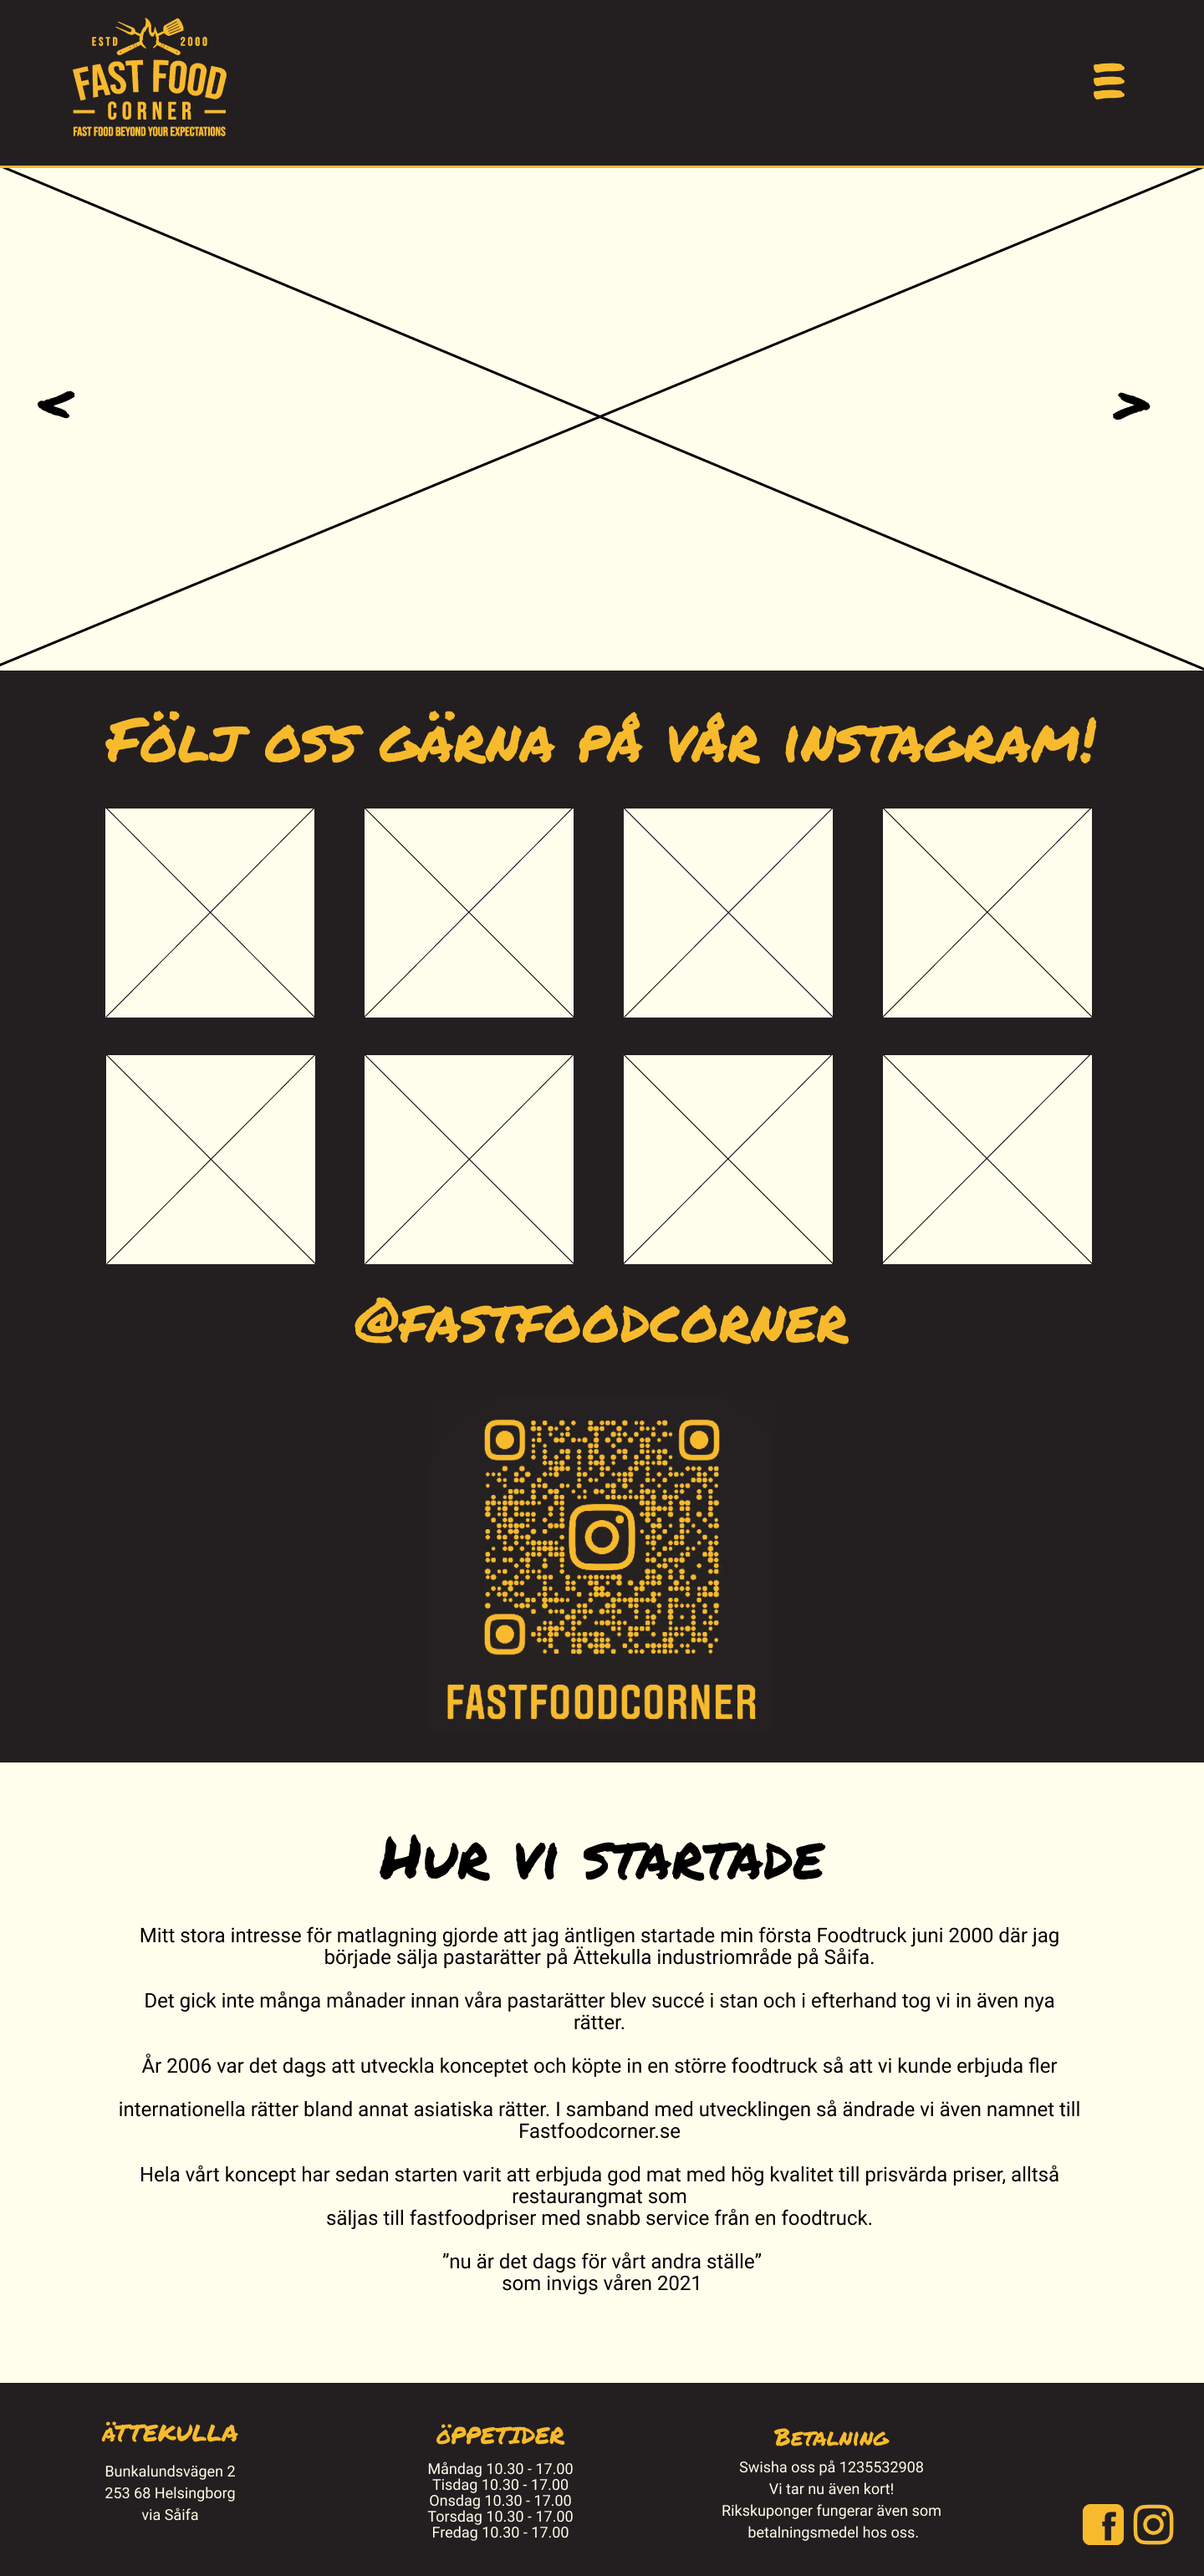 ESTD 2000
FAST FOOD
CORNER
FAST FOOD BEYOND YOUR EXPECTATIONS
<
>
Följ oss gärna på vår instagram!
@fastfoodcorner
FASTFOODCORNER
Hur vi startade
Mitt stora intresse för matlagning gjorde att jag äntligen startade min första Foodtruck juni 2000 där jag
började sälja pastarätter på Ättekulla industriområde på Såifa.
Det gick inte många månader innan våra pastarätter blev succé i stan och i efterhand tog vi in även nya
rätter.
År 2006 var det dags att utveckla konceptet och köpte in en större foodtruck så att vi kunde erbjuda fler
internationella rätter bland annat asiatiska rätter. I samband med utvecklingen så ändrade vi även namnet till
Fastfoodcorner.se
Hela vårt koncept har sedan starten varit att erbjuda god mat med hög kvalitet till prisvärda priser, alltså
restaurangmat som
säljas till fastfoodpriser med snabb service från en foodtruck.
”nu är det dags för vårt andra ställe”
som invigs våren 2021
ättekulla
Bunkalundsvägen 2
253 68 Helsingborg
via Såifa
öppetider
Måndag 10.30 - 17.00
Tisdag 10.30 - 17.00
Onsdag 10.30 - 17.00
Torsdag 10.30 - 17.00
Fredag 10.30 - 17.00
Betalning
Swisha oss på 1235532908
Vi tar nu även kort!
Rikskuponger fungerar även som
betalningsmedel hos oss.